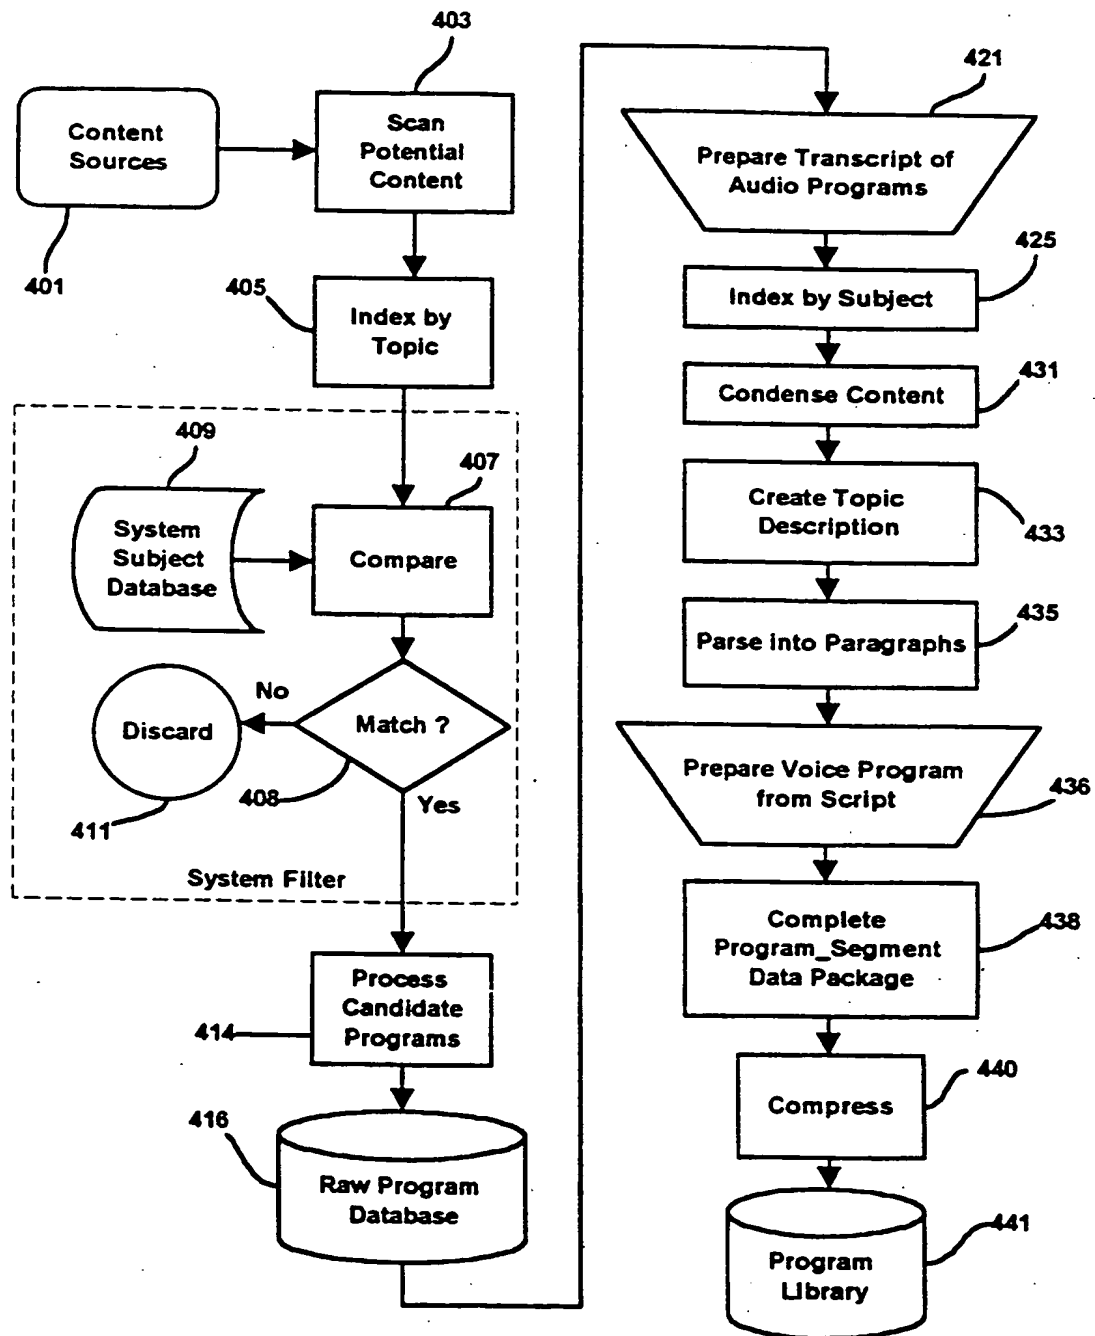 403
Content
Sources
401
Scan
Potential
Content
405
Index by
Topic
409
System
Subject
Database
407
Compare
No
Discard
411
Match ?
408
Yes
System Filter
Process
Candidate
Programs
414
416
Raw Program
Database
421
Prepare Transcript of
Audio Programs
425
Index by Subject
431
Condense Content
Create Topic
Description
433
435
Parse into Paragraphs
Prepare Voice Program
from Script
436
Complete
Program_Segment
Data Package
438
440
Compress
441
Program
Library